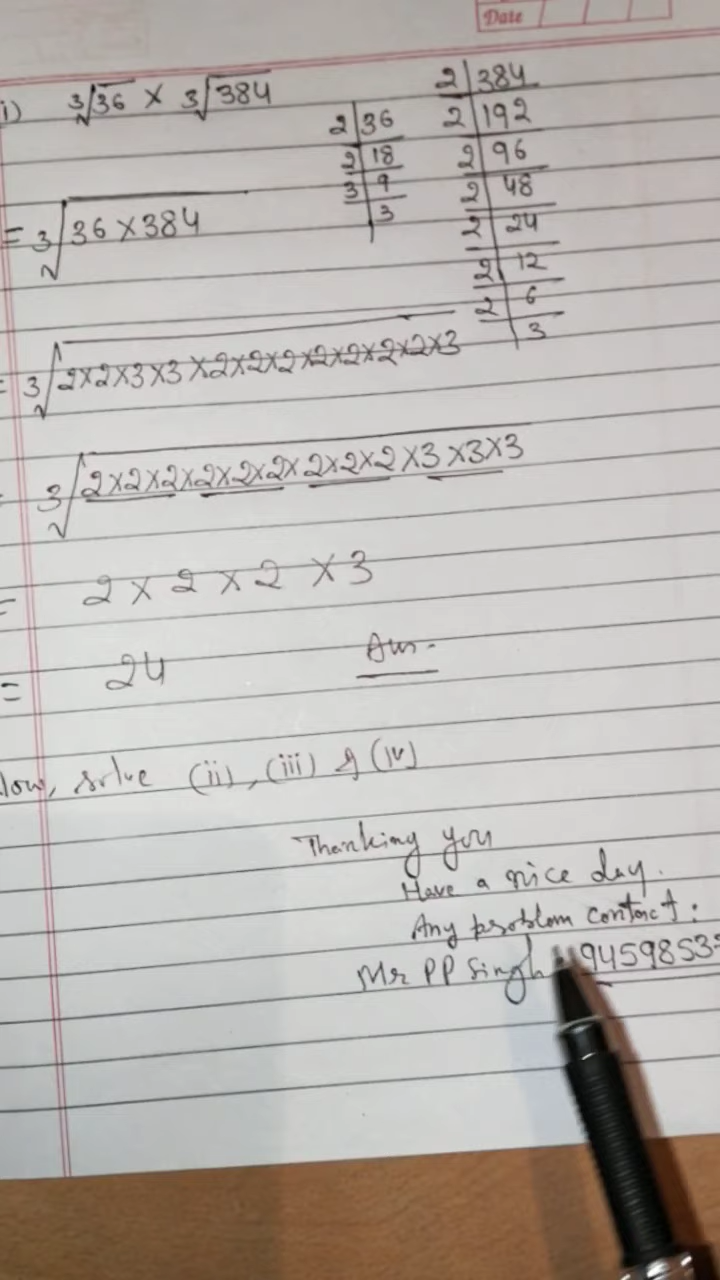 Date
i) ∛36 × ∛384
2|36
2|18
3|9
|3
2|384
2|192
2|96
2|48
2|24
2|12
2|6
|3
= ∛36×384
= ∛2×2×3×3×2×2×2×2×2×2×2×3
= ∛2×2×2×2×2×2×2×2×2×3×3×3
= 2 × 2 × 2 × 3
= 24 Ans.
low, solve (ii), (iii) & (iv)
Thanking you
Have a nice day.
Any problem contact:
Mr PP Singh 9459853